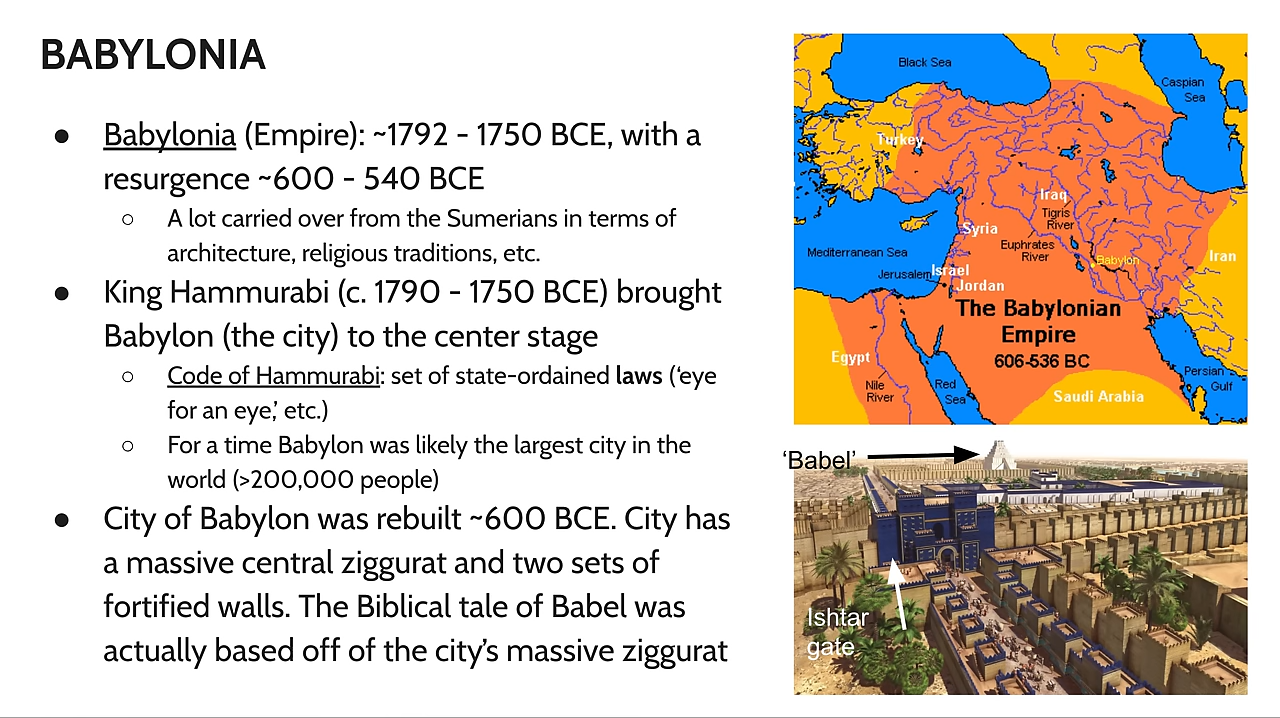 BABYLONIA
● Babylonia (Empire): ~1792 - 1750 BCE, with a
resurgence ~600 - 540 BCE
○ A lot carried over from the Sumerians in terms of
architecture, religious traditions, etc.
● King Hammurabi (c. 1790 - 1750 BCE) brought
Babylon (the city) to the center stage
○ Code of Hammurabi: set of state-ordained laws (‘eye
for an eye,’ etc.)
○ For a time Babylon was likely the largest city in the
world (>200,000 people)
● City of Babylon was rebuilt ~600 BCE. City has
a massive central ziggurat and two sets of
fortified walls. The Biblical tale of Babel was
actually based off of the city’s massive ziggurat
Black Sea
Caspian
Sea
Turkey
Iraq
Tigris
River
Syria
Euphrates
River
Mediterranean Sea
Babylon
Iran
Jerusalem
Israel
Jordan
The Babylonian
Empire
606-536 BC
Egypt
Nile
River
Red
Sea
Persian
Gulf
Saudi Arabia
‘Babel’
Ishtar
gate